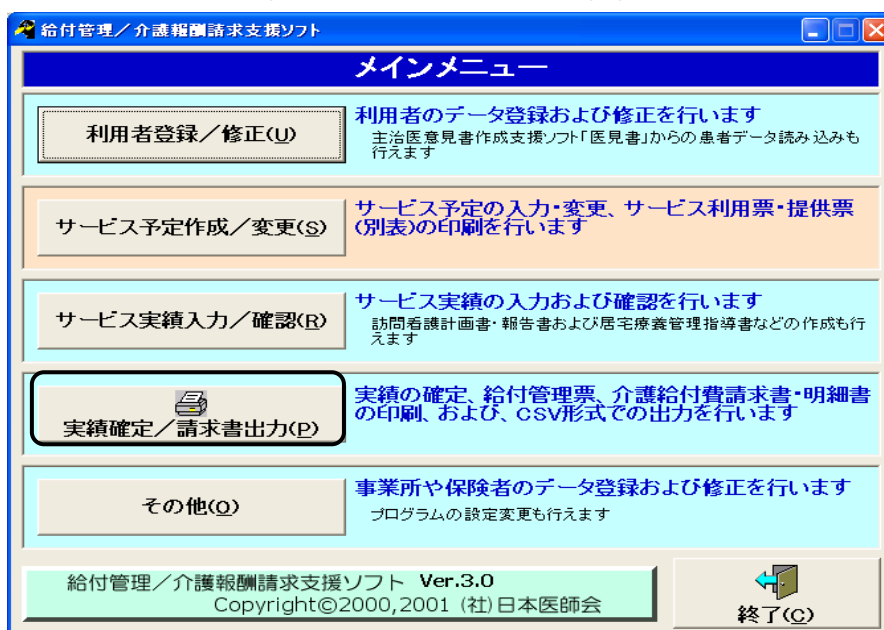 給付管理／介護報酬請求支援ソフト
メインメニュー
利用者登録／修正(U)
利用者のデータ登録および修正を行います
主治医意見書作成支援ソフト「医見書」からの患者データ読み込みも
行えます
サービス予定作成／変更(S)
サービス予定の入力・変更、サービス利用票・提供票
(別表)の印刷を行います
サービス実績入力／確認(R)
サービス実績の入力および確認を行います
訪問看護計画書・報告書および居宅療養管理指導書などの作成も行
えます
実績確定／請求書出力(P)
実績の確定、給付管理票、介護給付費請求書・明細書
の印刷、および、CSV形式での出力を行います
その他(O)
事業所や保険者のデータ登録および修正を行います
プログラムの設定変更も行えます
給付管理／介護報酬請求支援ソフト Ver.3.0
Copyright©2000,2001 (社)日本医師会
終了(C)